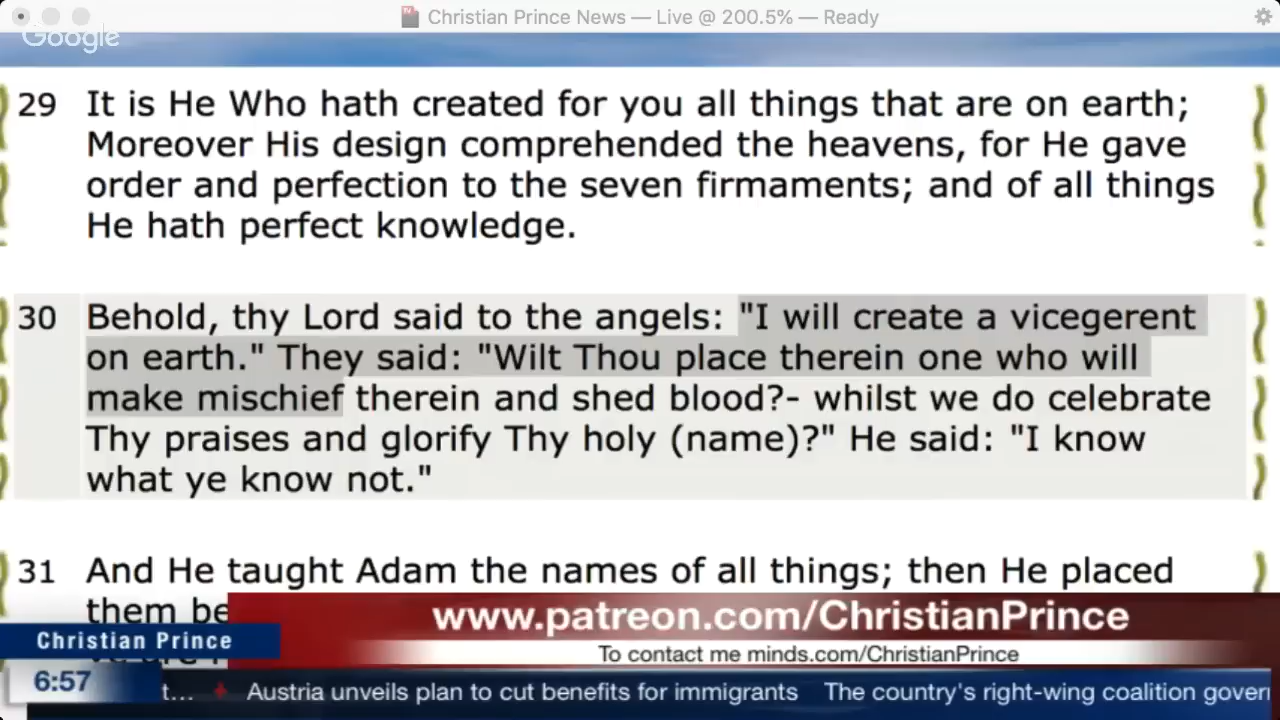 Christian Prince News — Live @ 200.5% — Ready
Google
29 It is He Who hath created for you all things that are on earth;
Moreover His design comprehended the heavens, for He gave
order and perfection to the seven firmaments; and of all things
He hath perfect knowledge.
30 Behold, thy Lord said to the angels: "I will create a vicegerent
on earth." They said: "Wilt Thou place therein one who will
make mischief therein and shed blood?- whilst we do celebrate
Thy praises and glorify Thy holy (name)?" He said: "I know
what ye know not."
31 And He taught Adam the names of all things; then He placed
them be
www.patreon.com/ChristianPrince
Christian Prince
To contact me minds.com/ChristianPrince
6:57
t... Austria unveils plan to cut benefits for immigrants The country's right-wing coalition gover